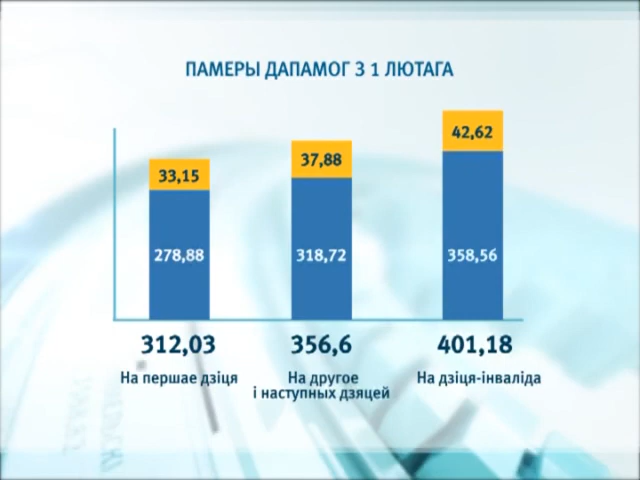 ПАМЕРЫ ДАПАМОГ З 1 ЛЮТАГА
33,15
37,88
42,62
278,88
318,72
358,56
312,03
356,6
401,18
На першае дзіця
На другое
і наступных дзяцей
На дзіця-інваліда